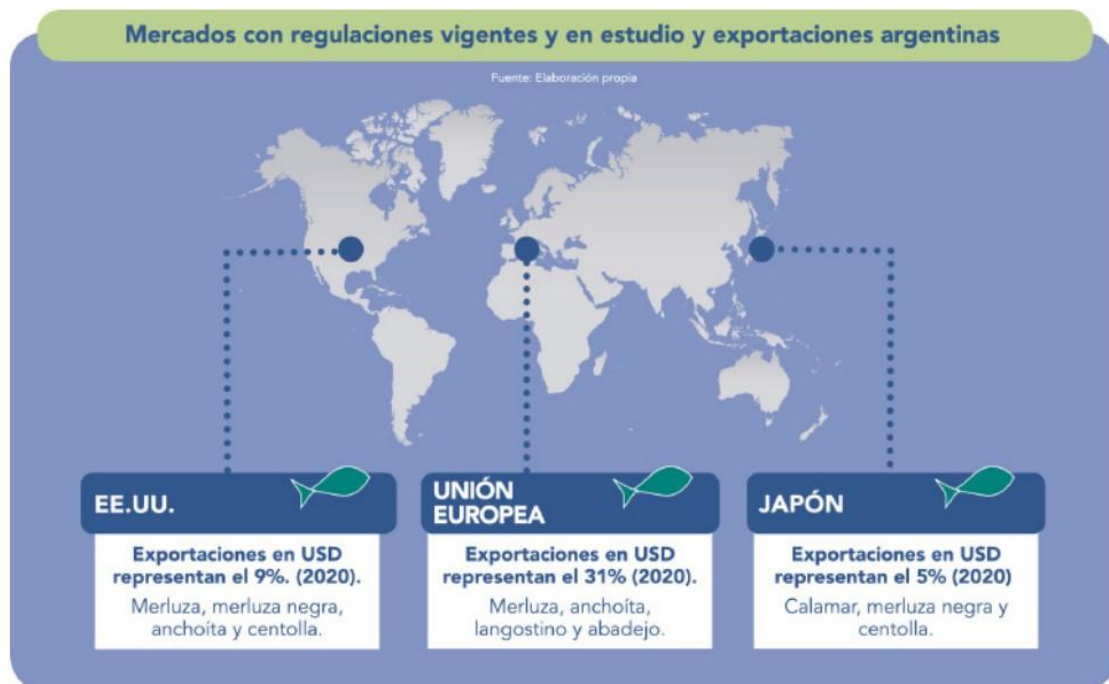 Mercados con regulaciones vigentes y en estudio y exportaciones argentinas
Fuente: Elaboración propia
EE.UU.
Exportaciones en USD
representan el 9%. (2020).
Merluza, merluza negra,
anchoíta y centolla.
UNIÓN
EUROPEA
Exportaciones en USD
representan el 31% (2020).
Merluza, anchoíta,
langostino y abadejo.
JAPÓN
Exportaciones en USD
representan el 5% (2020)
Calamar, merluza negra y
centolla.